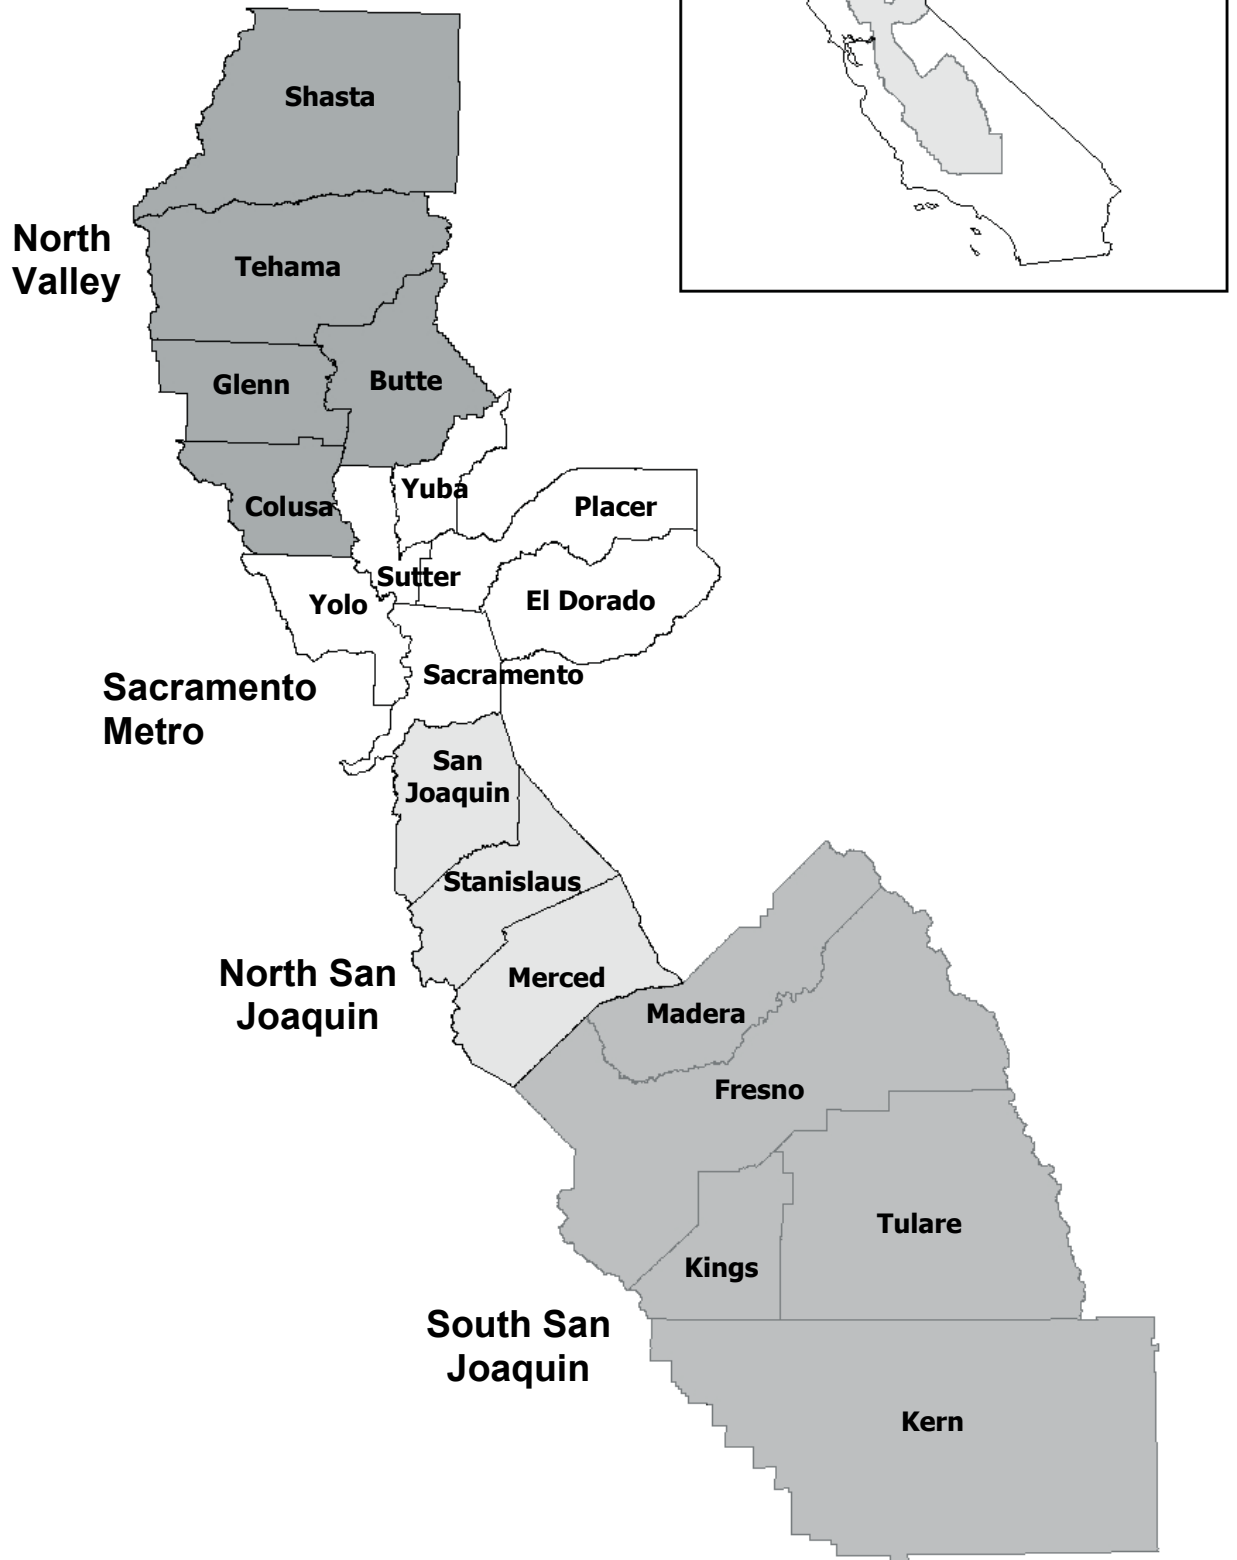 Shasta
North
Valley
Tehama
Glenn
Butte
Colusa
Yuba
Placer
Sutter
Yolo
El Dorado
Sacramento
Sacramento
Metro
San
Joaquin
Stanislaus
North San
Joaquin
Merced
Madera
Fresno
Tulare
Kings
South San
Joaquin
Kern